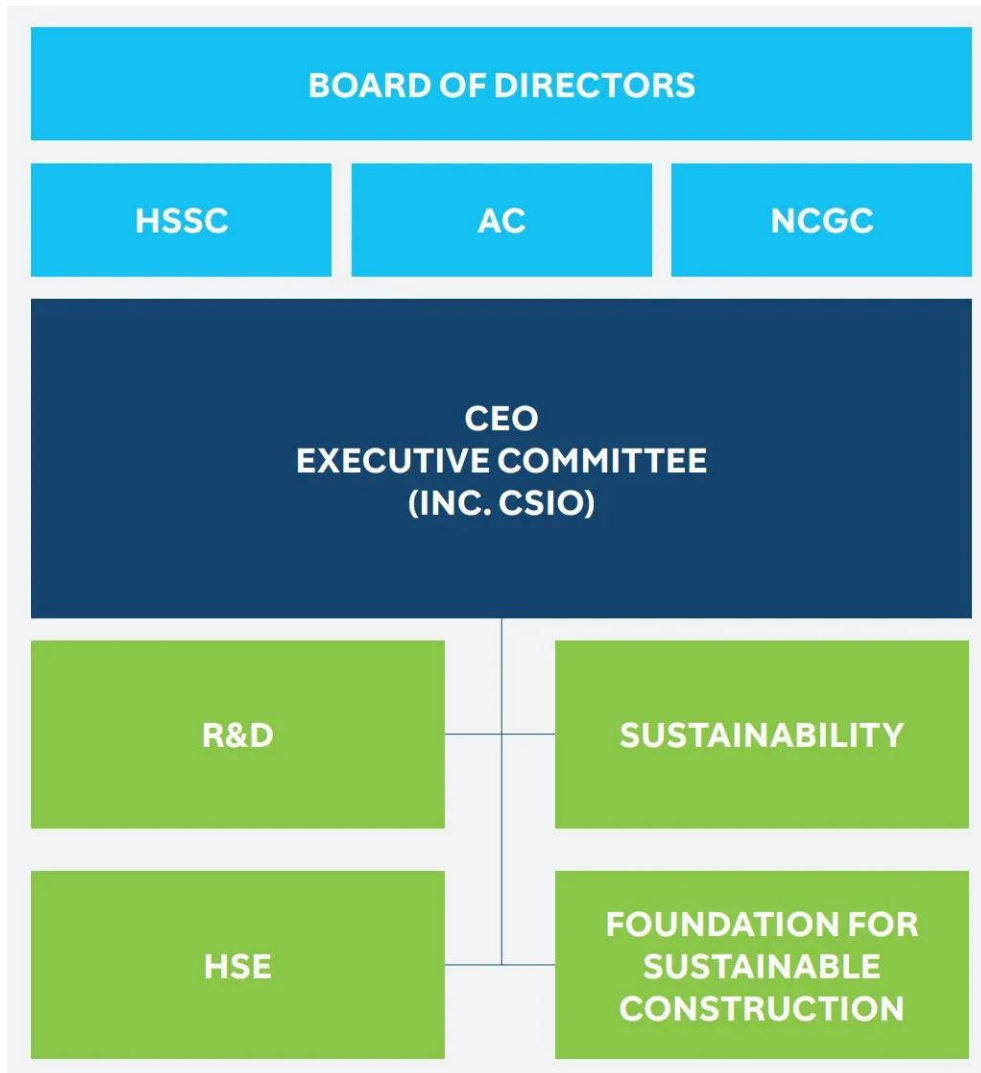 BOARD OF DIRECTORS
HSSC
AC
NCGC
CEO
EXECUTIVE COMMITTEE
(INC. CSIO)
R&D
SUSTAINABILITY
HSE
FOUNDATION FOR
SUSTAINABLE
CONSTRUCTION